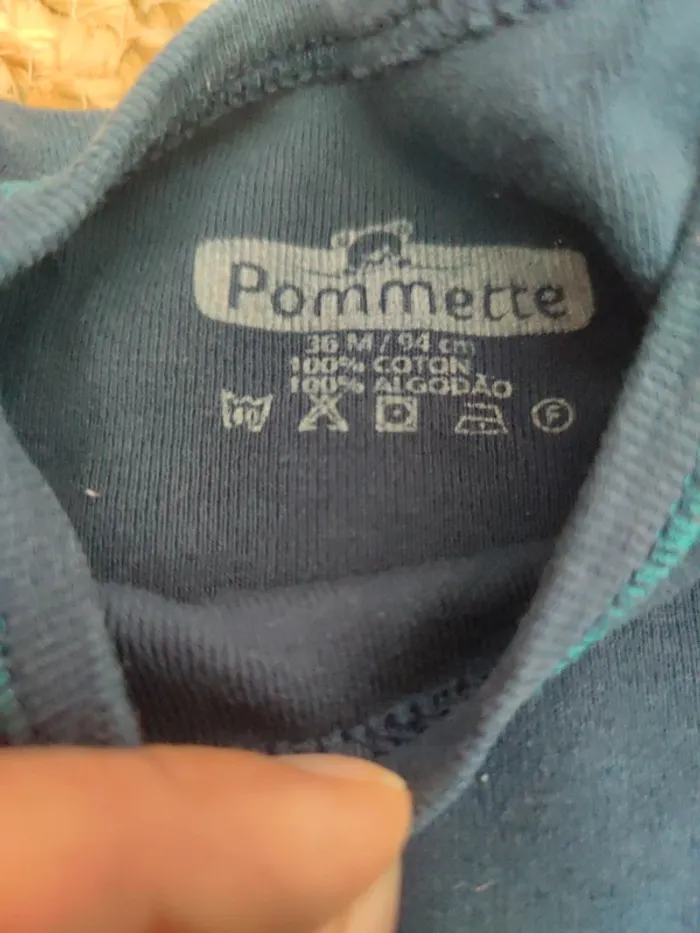 Pommette
36 M / 94 cm
100% COTON
100% ALGODÃO
F